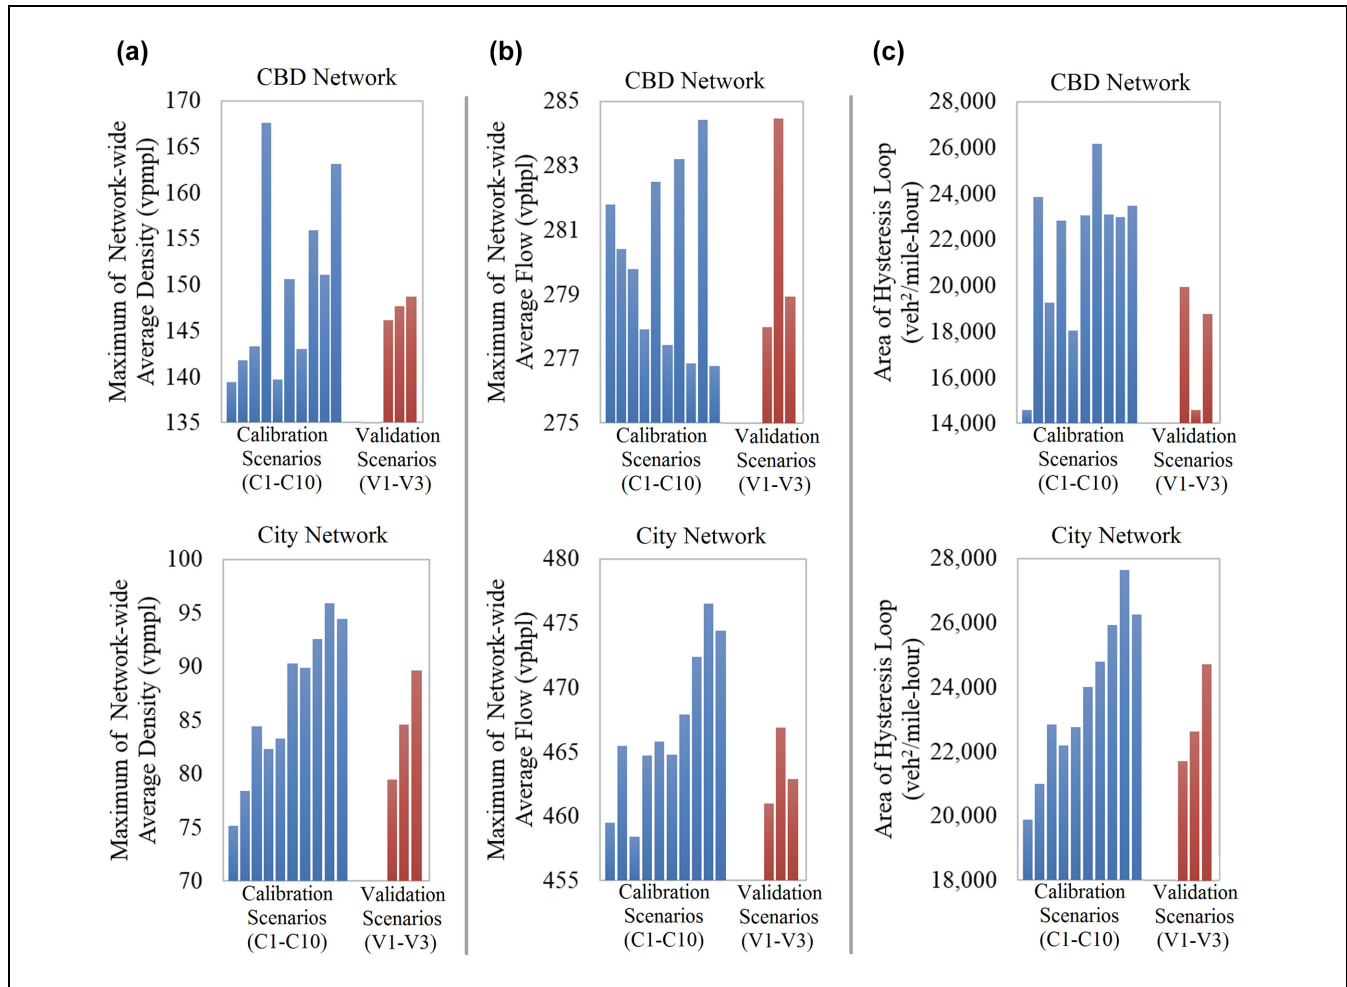 (a)
CBD Network
Maximum of Network-wide
Average Density (vpmpl)
170
165
160
155
150
145
140
135
Calibration
Scenarios
(C1-C10)
Validation
Scenarios
(V1-V3)
City Network
Maximum of Network-wide
Average Density (vpmpl)
100
95
90
85
80
75
70
Calibration
Scenarios
(C1-C10)
Validation
Scenarios
(V1-V3)
(b)
CBD Network
Maximum of Network-wide
Average Flow (vphpl)
285
283
281
279
277
275
Calibration
Scenarios
(C1-C10)
Validation
Scenarios
(V1-V3)
City Network
Maximum of Network-wide
Average Flow (vphpl)
480
475
470
465
460
455
Calibration
Scenarios
(C1-C10)
Validation
Scenarios
(V1-V3)
(c)
CBD Network
Area of Hysteresis Loop
(veh²/mile-hour)
28,000
26,000
24,000
22,000
20,000
18,000
16,000
14,000
Calibration
Scenarios
(C1-C10)
Validation
Scenarios
(V1-V3)
City Network
Area of Hysteresis Loop
(veh²/mile-hour)
28,000
26,000
24,000
22,000
20,000
18,000
Calibration
Scenarios
(C1-C10)
Validation
Scenarios
(V1-V3)